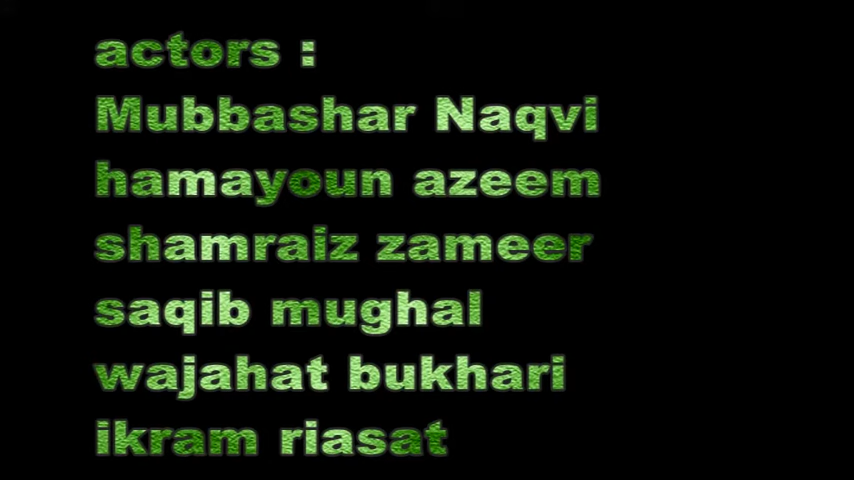 actors :
Mubbashar Naqvi
hamayoun azeem
shamraiz zameer
saqib mughal
wajahat bukhari
ikram riasat